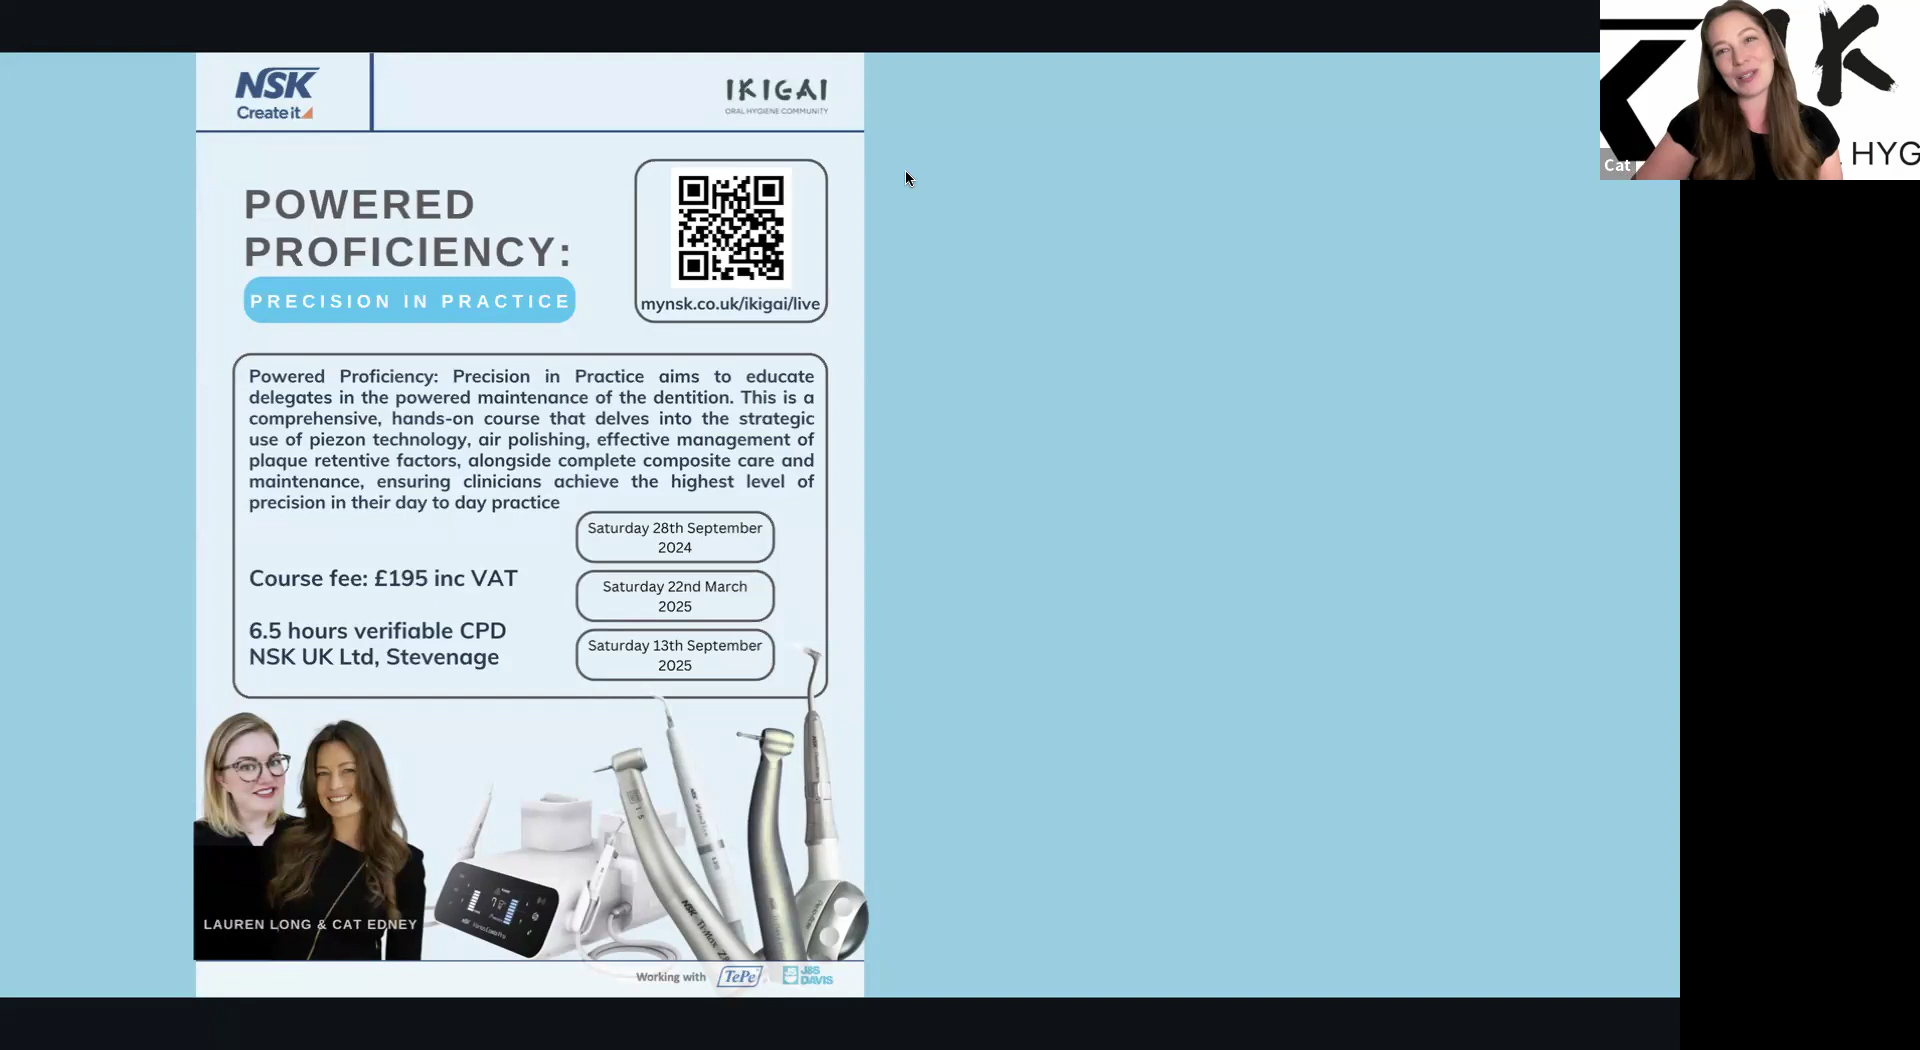 NSK
Create it
IKIGAI
ORAL HYGIENE COMMUNITY
K
HYG
Cat
POWERED
PROFICIENCY:
PRECISION IN PRACTICE
mynsk.co.uk/ikigai/live
Powered Proficiency: Precision in Practice aims to educate
delegates in the powered maintenance of the dentition. This is a
comprehensive, hands-on course that delves into the strategic
use of piezon technology, air polishing, effective management of
plaque retentive factors, alongside complete composite care and
maintenance, ensuring clinicians achieve the highest level of
precision in their day to day practice
Saturday 28th September
2024
Course fee: £195 inc VAT
Saturday 22nd March
2025
6.5 hours verifiable CPD
NSK UK Ltd, Stevenage
Saturday 13th September
2025
LAUREN LONG & CAT EDNEY
Working with
TePe
J&S
DAVIS